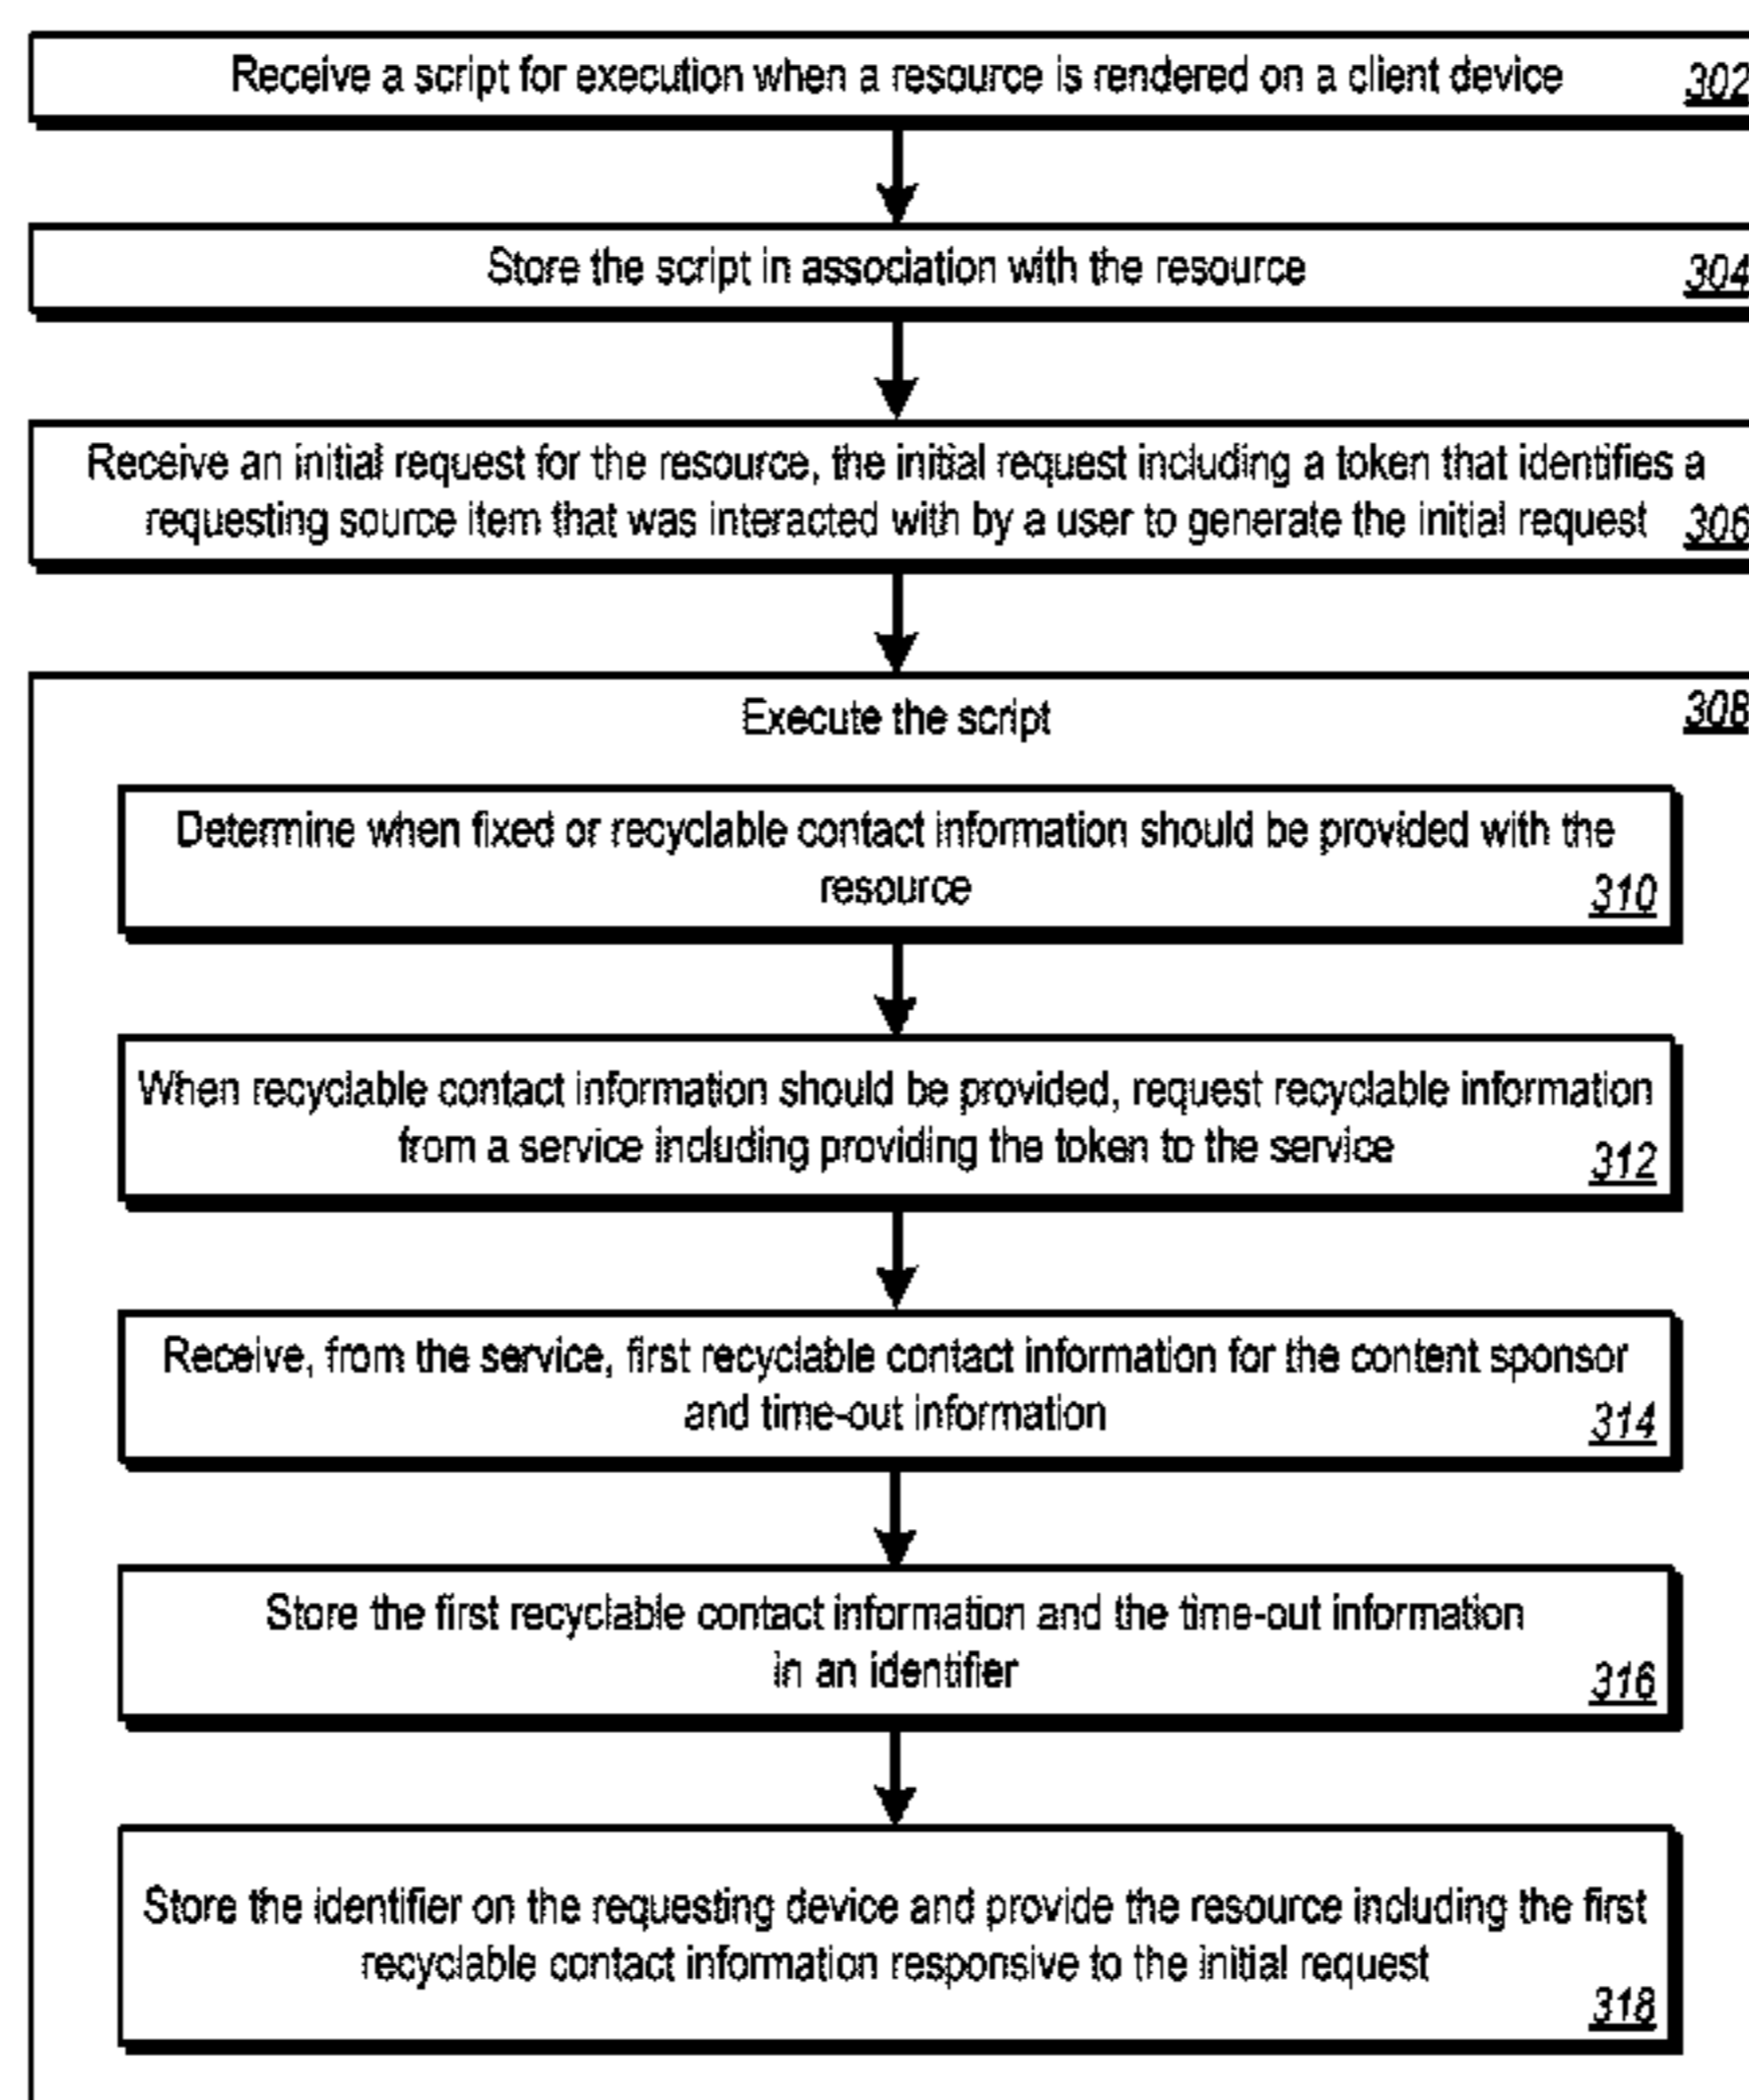 Receive a script for execution when a resource is rendered on a client device 302
Store the script in association with the resource 304
Receive an initial request for the resource, the initial request including a token that identifies a
requesting source item that was interacted with by a user to generate the initial request 306
Execute the script 308
Determine when fixed or recyclable contact information should be provided with the
resource 310
When recyclable contact information should be provided, request recyclable information
from a service including providing the token to the service 312
Receive, from the service, first recyclable contact information for the content sponsor
and time-out information 314
Store the first recyclable contact information and the time-out information
in an identifier 316
Store the identifier on the requesting device and provide the resource including the first
recyclable contact information responsive to the initial request
318